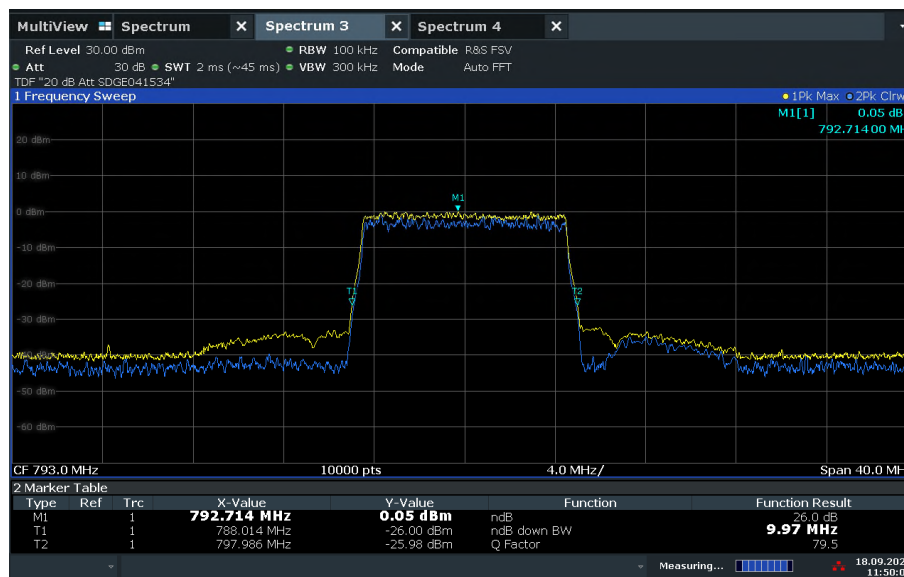 MultiView Spectrum X Spectrum 3 X Spectrum 4 X
Ref Level 30.00 dBm RBW 100 kHz Compatible R&S FSV
Att 30 dB SWT 2 ms (~45 ms) VBW 300 kHz Mode Auto FFT
TDF "20 dB Att SDGE041534"
1 Frequency Sweep 1Pk Max 2Pk Clrw
M1[1] 0.05 dB
792.71400 MH
20 dBm
10 dBm
M1
0 dBm
-10 dBm
-20 dBm
T1 T2
-30 dBm
-40 dBm
-50 dBm
-60 dBm
CF 793.0 MHz 10000 pts 4.0 MHz/ Span 40.0 MH
2 Marker Table
Type Ref Trc X-Value Y-Value Function Function Result
M1 1 792.714 MHz 0.05 dBm ndB 26.0 dB
T1 1 788.014 MHz -26.00 dBm ndB down BW 9.97 MHz
T2 1 797.986 MHz -25.98 dBm Q Factor 79.5
Measuring... 18.09.202
11:50:0